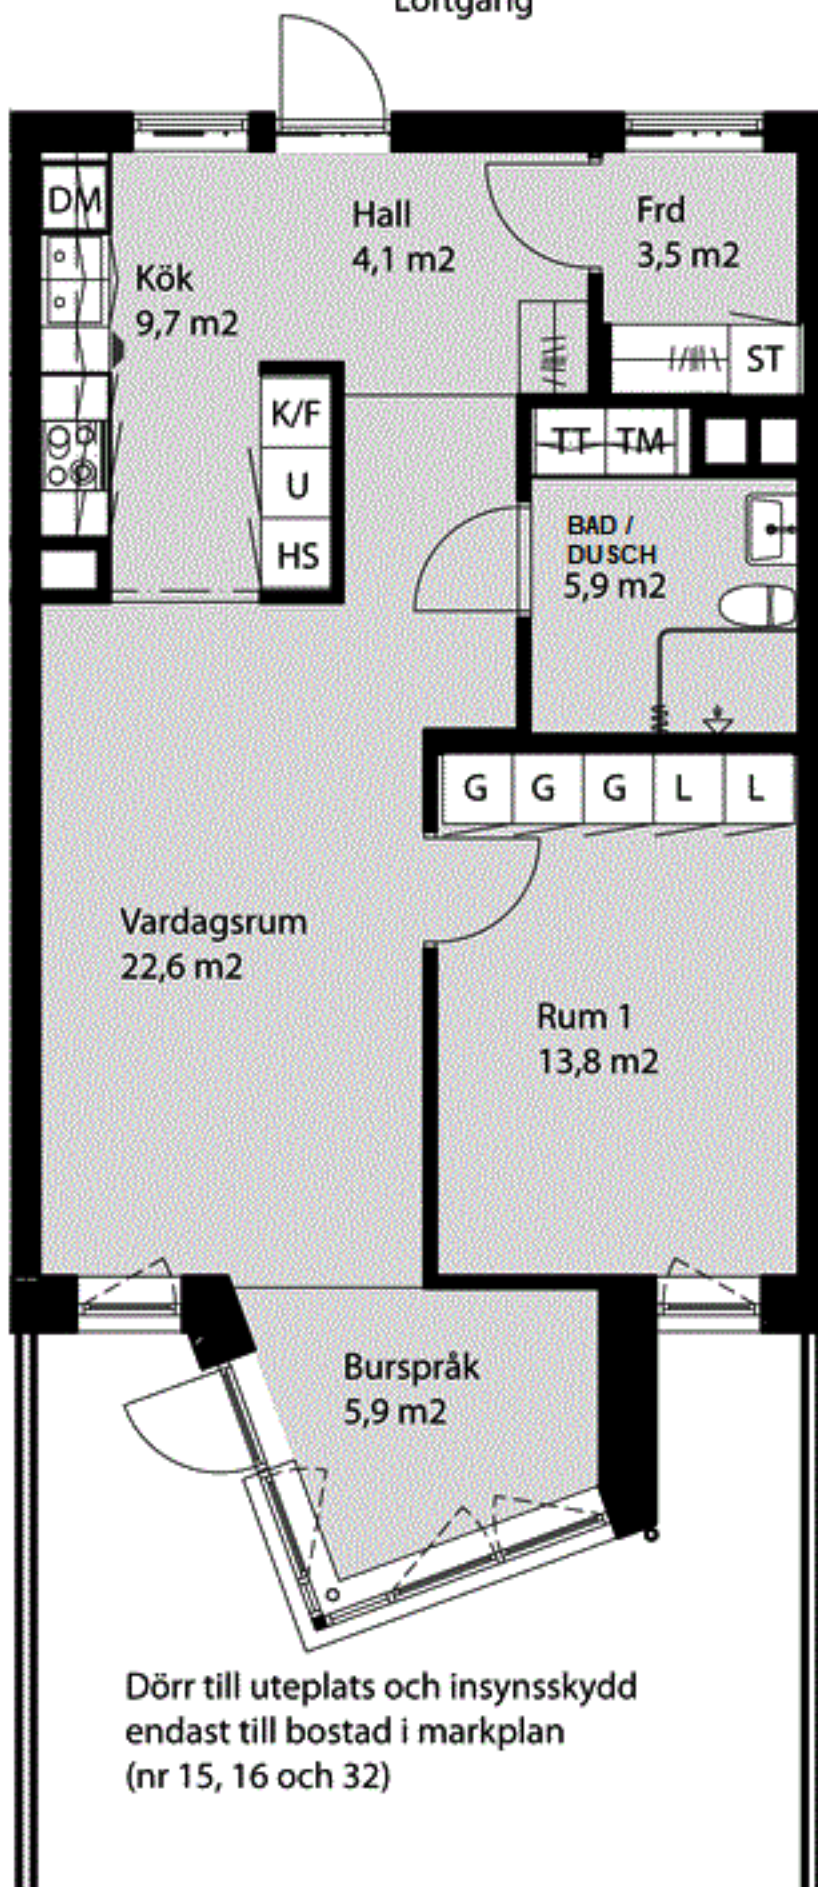 Loftgång
DM
Hall
4,1 m2
Frd
3,5 m2
Kök
9,7 m2
ST
K/F
U
HS
TT
TM
BAD /
DUSCH
5,9 m2
G
G
G
L
L
Vardagsrum
22,6 m2
Rum 1
13,8 m2
Burspråk
5,9 m2
Dörr till uteplats och insynsskydd
endast till bostad i markplan
(nr 15, 16 och 32)